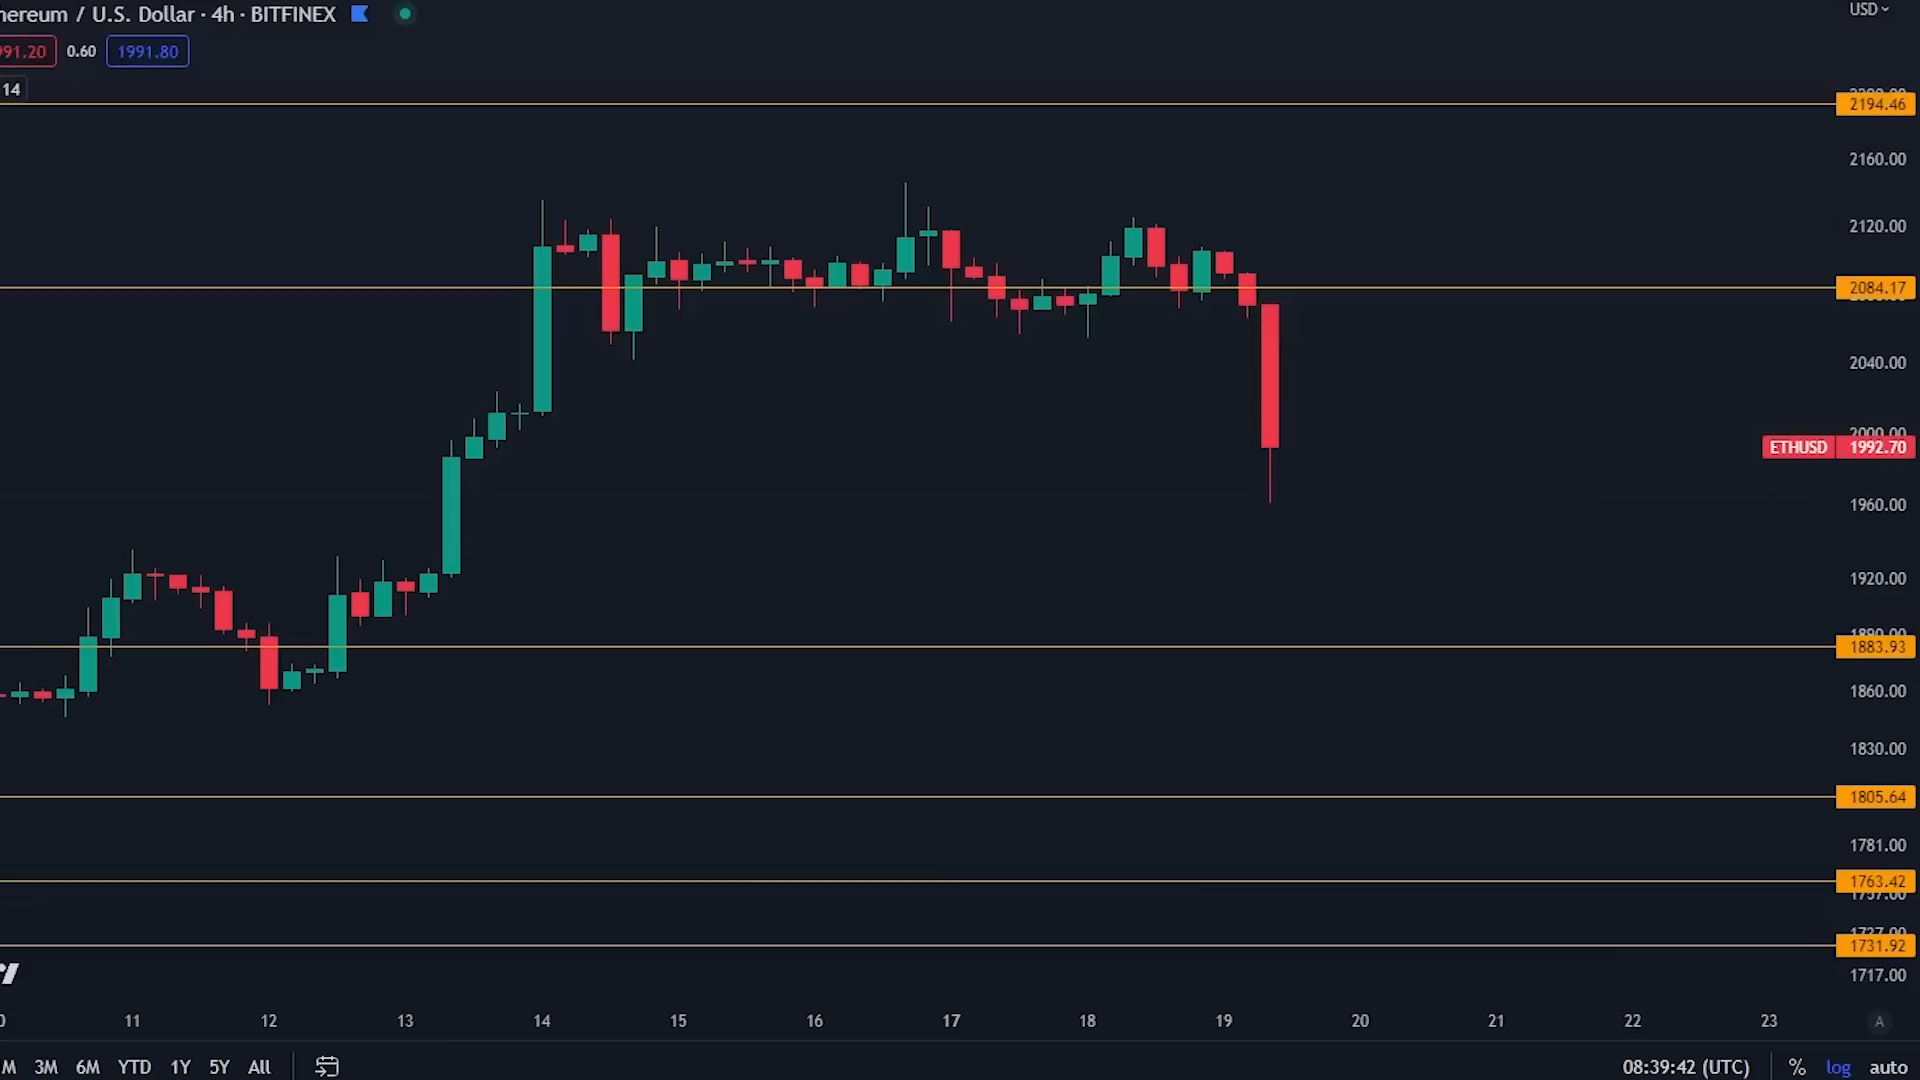 hereum / U.S. Dollar · 4h · BITFINEX
USD
991.20 0.60 1991.80
14
2194.46
2160.00
2120.00
2084.17
2040.00
2000.00
ETHUSD 1992.70
1960.00
1920.00
1883.93
1860.00
1830.00
1805.64
1781.00
1763.42
1731.92
1717.00
11 12 13 14 15 16 17 18 19 20 21 22 23 A
M 3M 6M YTD 1Y 5Y All 08:39:42 (UTC) % log auto